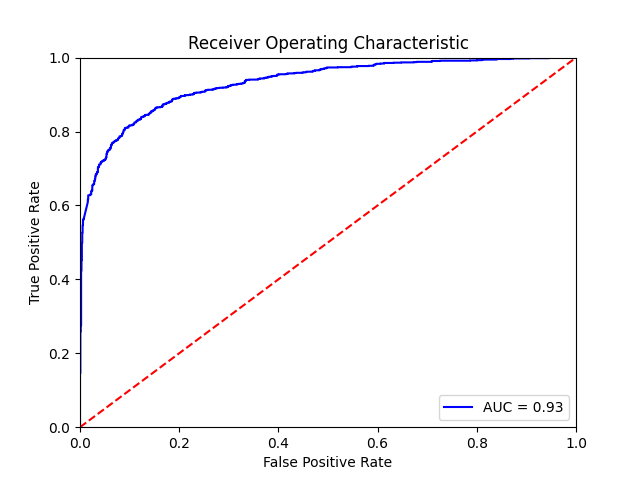 Receiver Operating Characteristic
1.0
0.8
0.6
0.4
0.2
0.0
True Positive Rate
AUC = 0.93
0.0 0.2 0.4 0.6 0.8 1.0
False Positive Rate